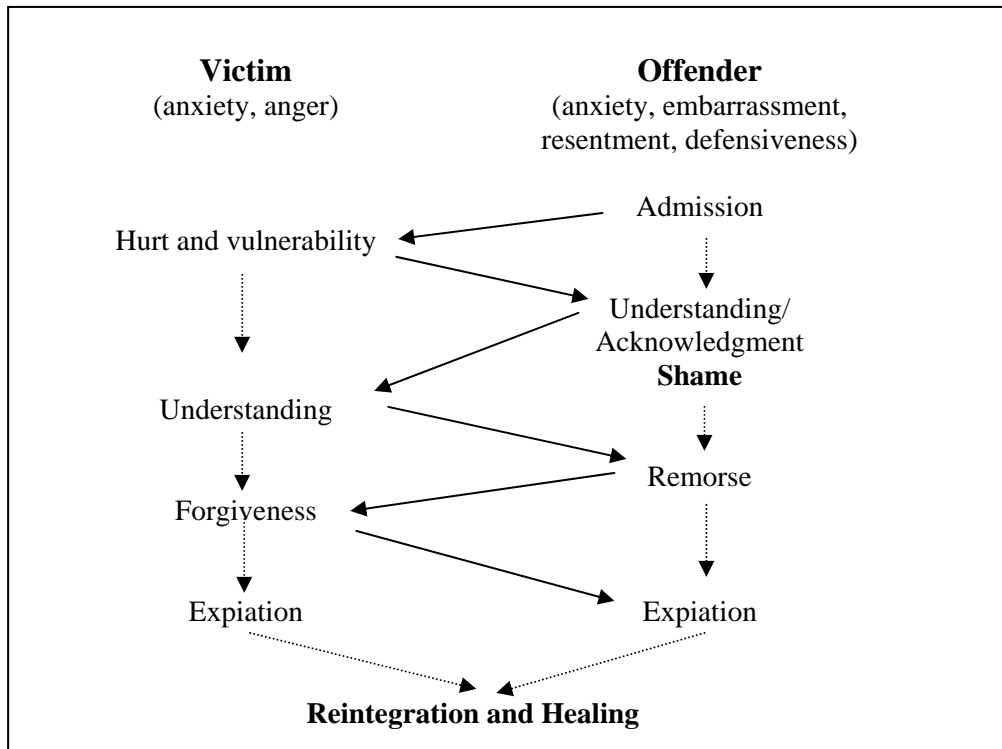 Victim
(anxiety, anger)
Offender
(anxiety, embarrassment,
resentment, defensiveness)
Admission
Hurt and vulnerability
Understanding/
Acknowledgment
Shame
Understanding
Remorse
Forgiveness
Expiation
Expiation
Reintegration and Healing